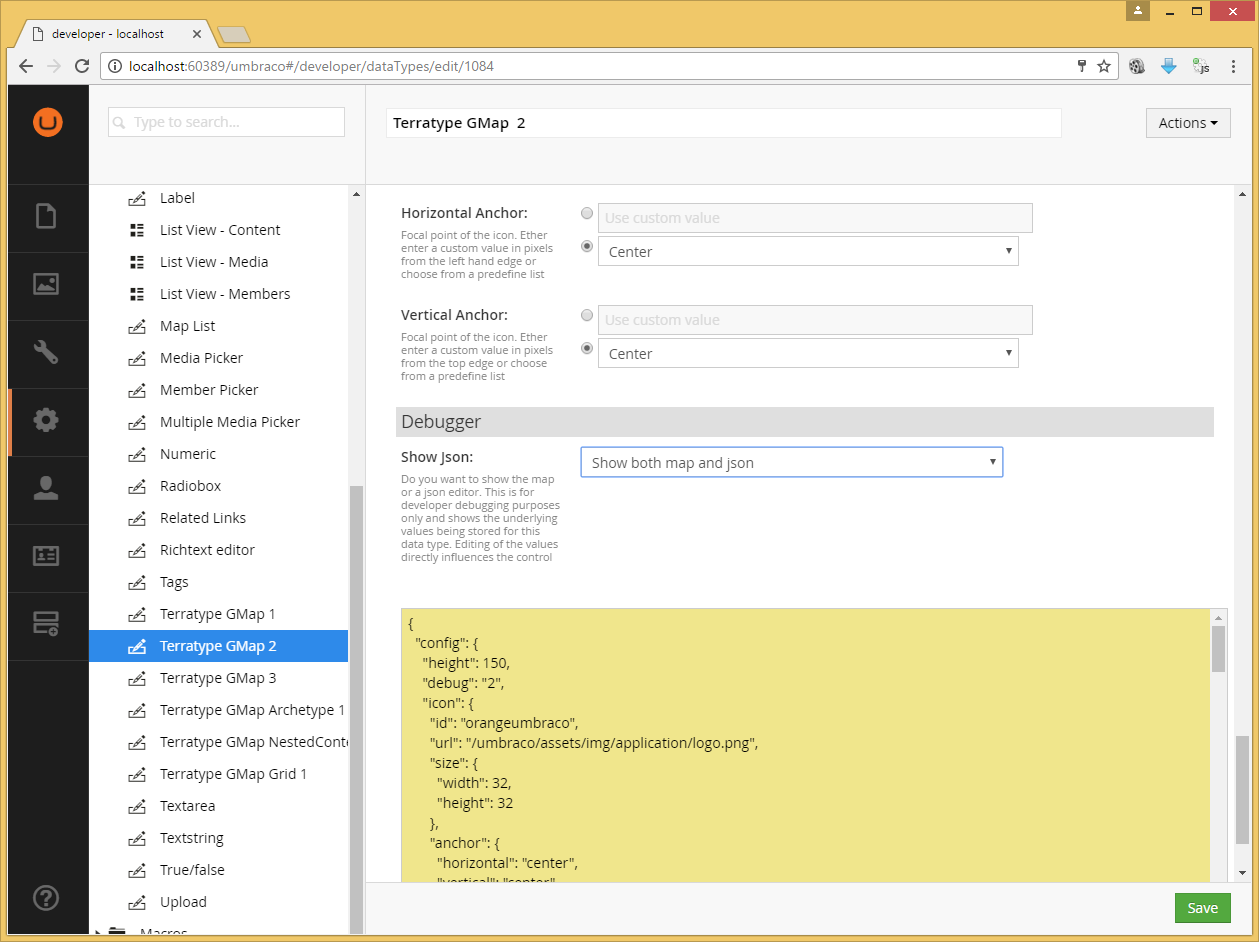 developer - localhost
localhost:60389/umbraco#/developer/dataTypes/edit/1084
js
Type to search...
Terratype GMap 2
Actions
Label
List View - Content
List View - Media
List View - Members
Map List
Media Picker
Member Picker
Multiple Media Picker
Numeric
Radiobox
Related Links
Richtext editor
Tags
Terratype GMap 1
Terratype GMap 2
Terratype GMap 3
Terratype GMap Archetype 1
Terratype GMap NestedConte
Terratype GMap Grid 1
Textarea
Textstring
True/false
Upload
Macros
Horizontal Anchor:
Focal point of the icon. Ether
enter a custom value in pixels
from the left hand edge or
choose from a predefine list
Use custom value
Center
Vertical Anchor:
Focal point of the icon. Ether
enter a custom value in pixels
from the top edge or choose
from a predefine list
Use custom value
Center
Debugger
Show Json:
Do you want to show the map
or a json editor. This is for
developer debugging purposes
only and shows the underlying
values being stored for this
data type. Editing of the values
directly influences the control
Show both map and json
{
"config": {
"height": 150,
"debug": "2",
"icon": {
"id": "orangeumbraco",
"url": "/umbraco/assets/img/application/logo.png",
"size": {
"width": 32,
"height": 32
},
"anchor": {
"horizontal": "center",
"vertical": "center"
Save